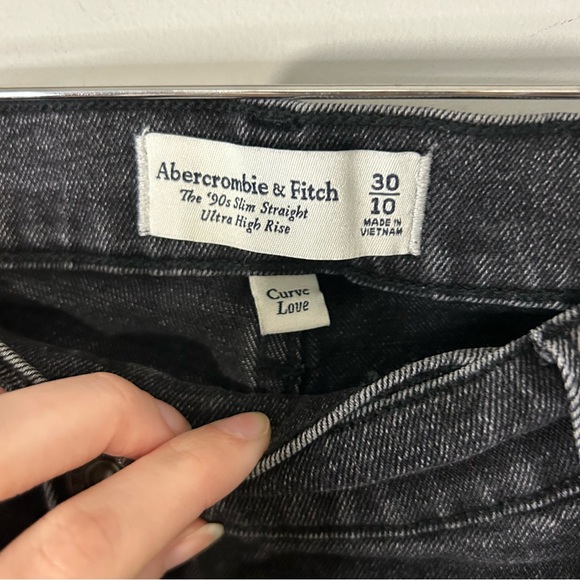 Abercrombie & Fitch
The '90s Slim Straight
Ultra High Rise
30
10
MADE IN
VIETNAM
Curve
Love